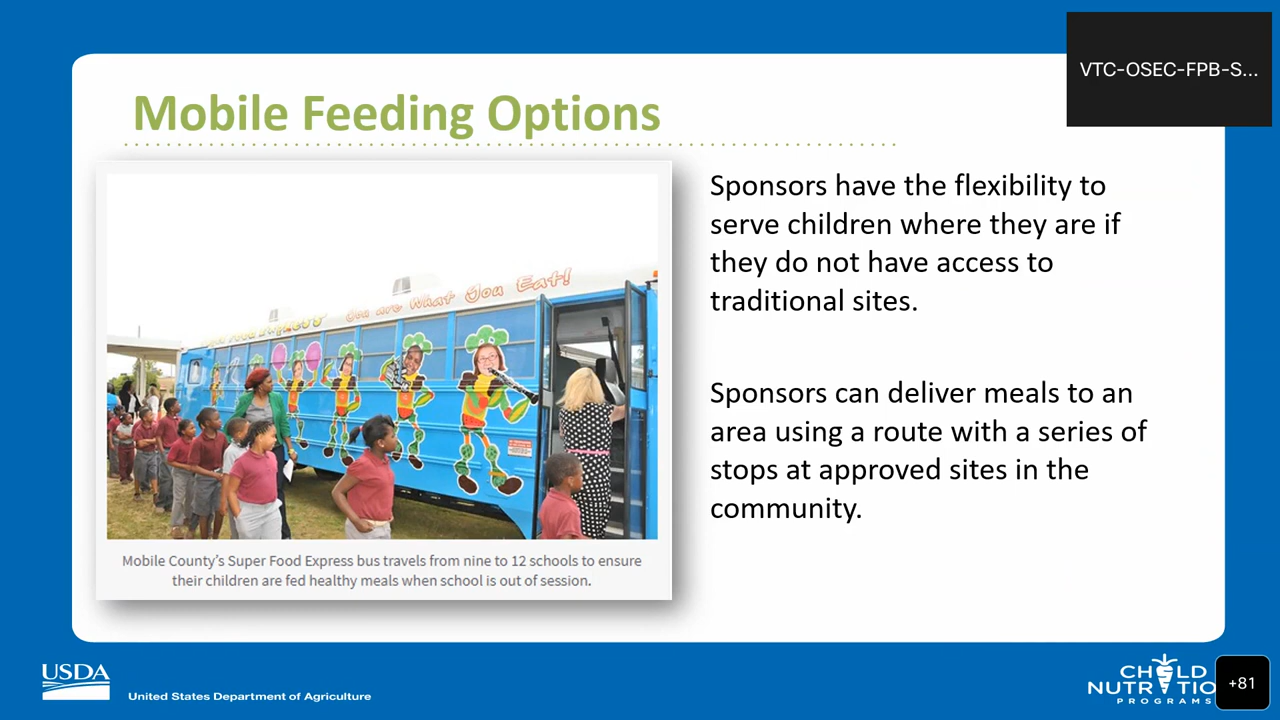 VTC-OSEC-FPB-S...
Mobile Feeding Options
You are What You Eat!
Sponsors have the flexibility to
serve children where they are if
they do not have access to
traditional sites.
Sponsors can deliver meals to an
area using a route with a series of
stops at approved sites in the
community.
Mobile County’s Super Food Express bus travels from nine to 12 schools to ensure
their children are fed healthy meals when school is out of session.
USDA
United States Department of Agriculture
CHILD
NUTRITIO
PROGRAMS
+81